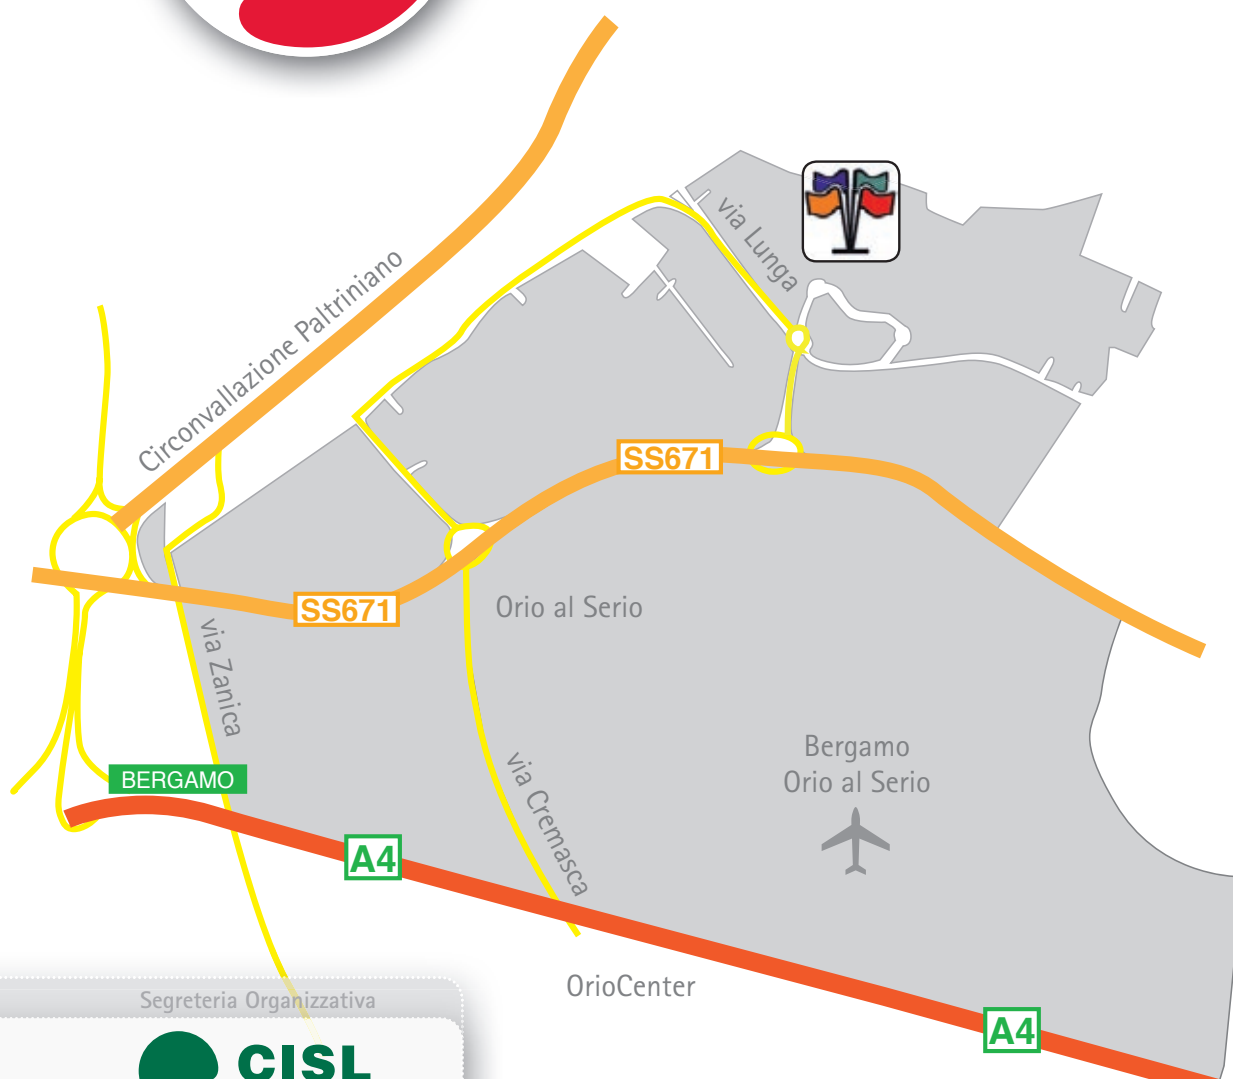 via Lunga
Circonvallazione Paltriniano
SS671
SS671
Orio al Serio
via Zanica
Bergamo
Orio al Serio
BERGAMO
via Cremasca
A4
OrioCenter
Segreteria Organizzativa
A4
CISL